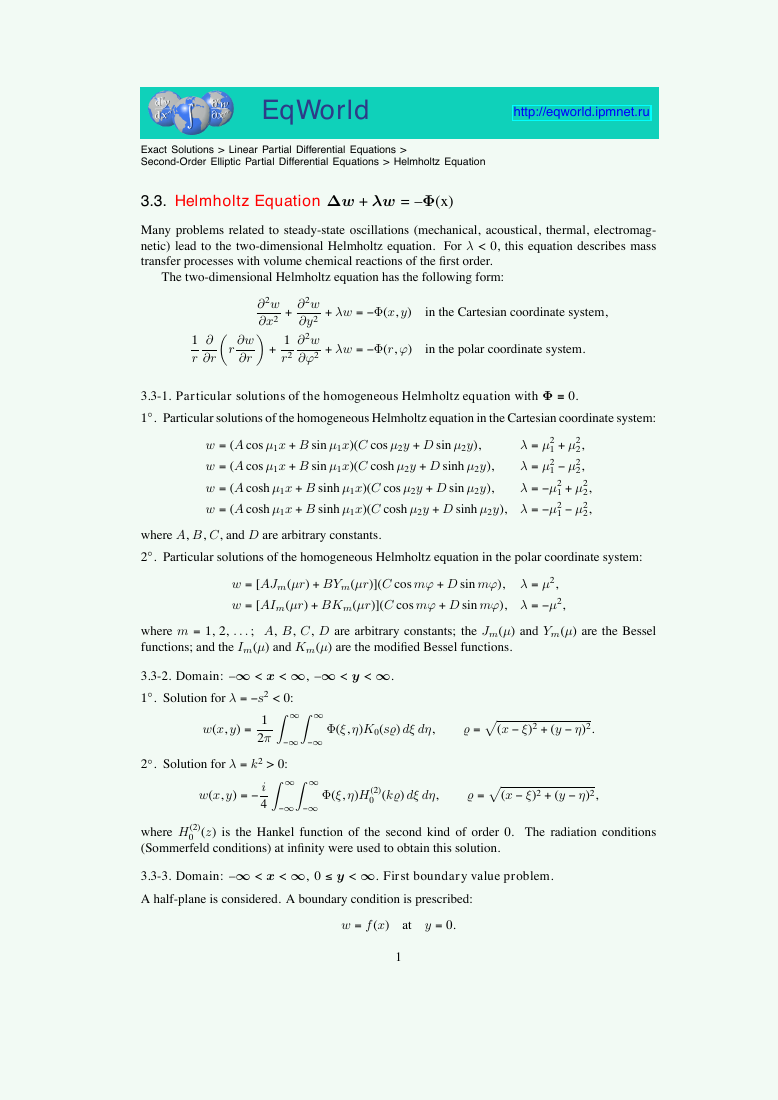 EqWorld
http://eqworld.ipmnet.ru
Exact Solutions > Linear Partial Differential Equations >
Second-Order Elliptic Partial Differential Equations > Helmholtz Equation
3.3. Helmholtz Equation Δw + λw = –Φ(x)
Many problems related to steady-state oscillations (mechanical, acoustical, thermal, electromag-
netic) lead to the two-dimensional Helmholtz equation. For λ < 0, this equation describes mass
transfer processes with volume chemical reactions of the first order.
The two-dimensional Helmholtz equation has the following form:
∂²w/∂x² + ∂²w/∂y² + λw = –Φ(x, y) in the Cartesian coordinate system,
1/r ∂/∂r (r ∂w/∂r) + 1/r² ∂²w/∂φ² + λw = –Φ(r, φ) in the polar coordinate system.
3.3-1. Particular solutions of the homogeneous Helmholtz equation with Φ ≡ 0.
1°. Particular solutions of the homogeneous Helmholtz equation in the Cartesian coordinate system:
w = (A cos μ₁x + B sin μ₁x)(C cos μ₂y + D sin μ₂y), λ = μ₁² + μ₂²,
w = (A cos μ₁x + B sin μ₁x)(C cosh μ₂y + D sinh μ₂y), λ = μ₁² – μ₂²,
w = (A cosh μ₁x + B sinh μ₁x)(C cos μ₂y + D sin μ₂y), λ = –μ₁² + μ₂²,
w = (A cosh μ₁x + B sinh μ₁x)(C cosh μ₂y + D sinh μ₂y), λ = –μ₁² – μ₂²,
where A, B, C, and D are arbitrary constants.
2°. Particular solutions of the homogeneous Helmholtz equation in the polar coordinate system:
w = [AJₘ(μr) + BYₘ(μr)](C cos mφ + D sin mφ), λ = μ²,
w = [AIₘ(μr) + BKₘ(μr)](C cos mφ + D sin mφ), λ = –μ²,
where m = 1, 2, . . . ; A, B, C, D are arbitrary constants; the Jₘ(μ) and Yₘ(μ) are the Bessel
functions; and the Iₘ(μ) and Kₘ(μ) are the modified Bessel functions.
3.3-2. Domain: –∞ < x < ∞, –∞ < y < ∞.
1°. Solution for λ = –s² < 0:
w(x, y) = 1/2π ∫_{–∞}^{∞} ∫_{–∞}^{∞} Φ(ξ, η)K₀(sϱ) dξ dη, ϱ = √((x – ξ)² + (y – η)²).
2°. Solution for λ = k² > 0:
w(x, y) = –i/4 ∫_{–∞}^{∞} ∫_{–∞}^{∞} Φ(ξ, η)H₀⁽²⁾(kϱ) dξ dη, ϱ = √((x – ξ)² + (y – η)²),
where H₀⁽²⁾(z) is the Hankel function of the second kind of order 0. The radiation conditions
(Sommerfeld conditions) at infinity were used to obtain this solution.
3.3-3. Domain: –∞ < x < ∞, 0 ≤ y < ∞. First boundary value problem.
A half-plane is considered. A boundary condition is prescribed:
w = f(x) at y = 0.
1